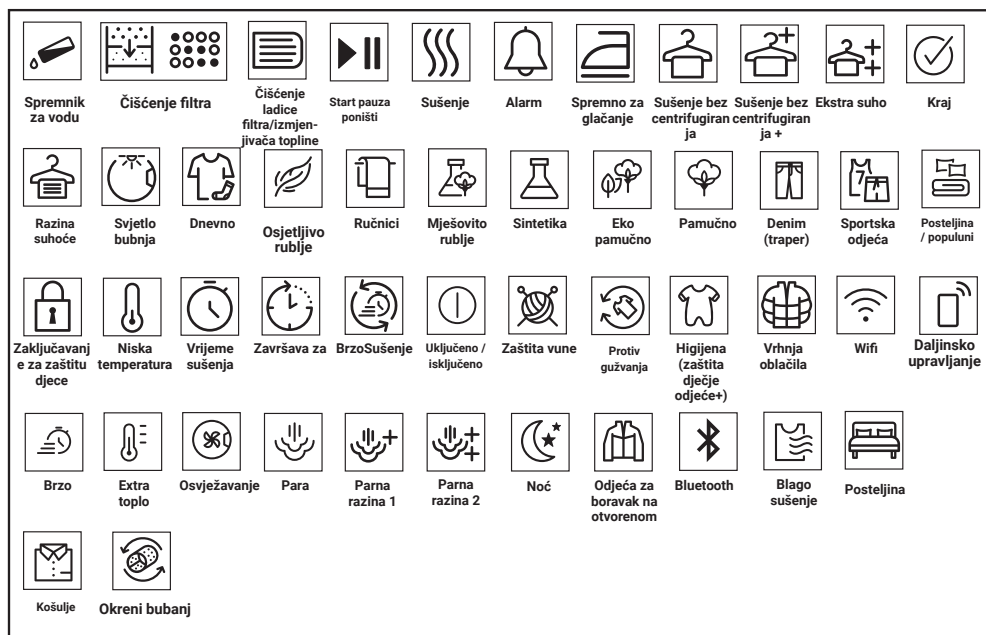 Spremnik
za vodu
Čišćenje filtra
Čišćenje
ladice
filtra/izmjen-
jivača topline
Start pauza
poništi
Sušenje
Alarm
Spremno za
glačanje
Sušenje bez
centrifugiran
ja
Sušenje bez
centrifugiran
ja +
Ekstra suho
Kraj
Razina
suhoće
Svjetlo
bubnja
Dnevno
Osjetljivo
rublje
Ručnici
Mješovito
rublje
Sintetika
Eko
pamučno
Pamučno
Denim
(traper)
7
Sportska
odjeća
Posteljina
/ populuni
Zaključavanj
e za zaštitu
djece
Niska
temperatura
Vrijeme
sušenja
Završava za
BrzoSušenje
Uključeno /
isključeno
Zaštita vune
Protiv
gužvanja
Higijena
(zaštita
dječje
odjeće+)
Vrhnja
oblačila
Wifi
Daljinsko
upravljanje
Brzo
Extra
toplo
Osvježavanje
Para
Parna
razina 1
Parna
razina 2
Noć
Odjeća za
boravak na
otvorenom
Bluetooth
Blago
sušenje
Posteljina
Košulje
Okreni bubanj